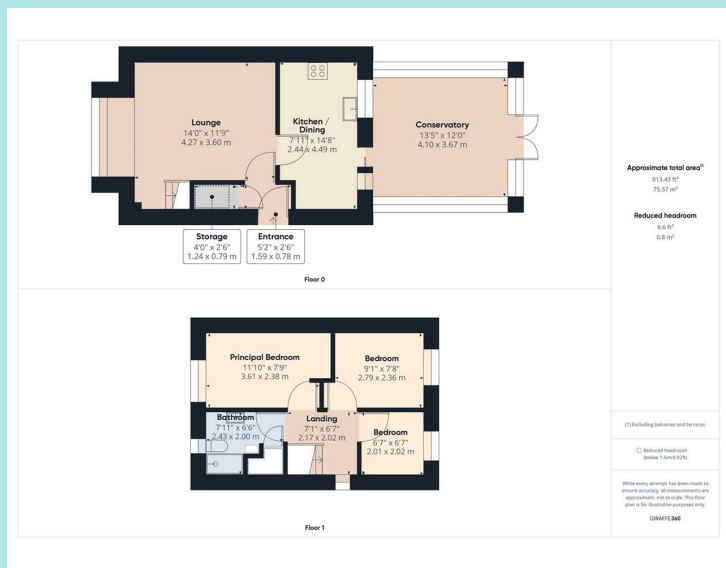 Lounge
14'0" x 11'9"
4.27 x 3.60 m
Kitchen /
Dining
7'11" x 14'8"
2.44 x 4.49 m
Conservatory
13'5" x 12'0"
4.10 x 3.67 m
Storage
4'0" x 2'6"
1.24 x 0.79 m
Entrance
5'2" x 2'6"
1.59 x 0.78 m
Floor 0
Principal Bedroom
11'10" x 7'9"
3.61 x 2.38 m
Bedroom
9'1" x 7'8"
2.79 x 2.36 m
Bathroom
7'11" x 6'6"
2.43 x 2.00 m
Landing
7'1" x 6'7"
2.17 x 2.02 m
Bedroom
6'7" x 6'7"
2.01 x 2.02 m
Floor 1
Approximate total area(1)
813.43 ft²
75.57 m²
Reduced headroom
8.6 ft²
0.8 m²
(1) Excluding balconies and terraces
Reduced headroom
(below 1.5m/4.92ft)
While every attempt has been made to
ensure accuracy, all measurements are
approximate, not to scale. This floor
plan is for illustrative purposes only.
GIRAFFE360